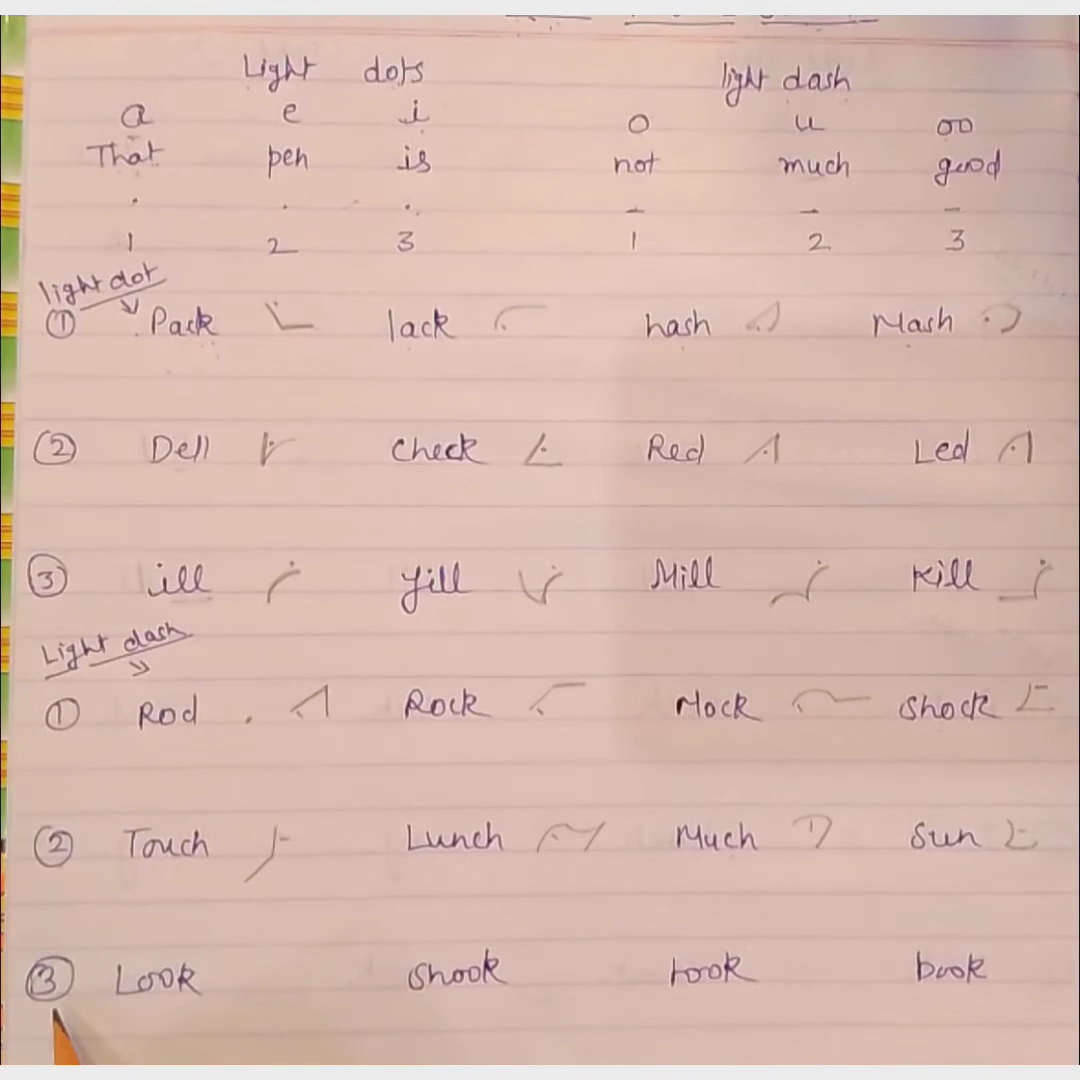 Light dots light dash
a e i o u oo
That pen is not much good
. . . – – –
1 2 3 1 2 3
light dot
① Pack lack hash Mash
② Dell check Red Led
③ ill Jill Mill Kill
Light dash
① Rod Rock Mock shock
② Touch Lunch Much Sun
③ Look shook took book